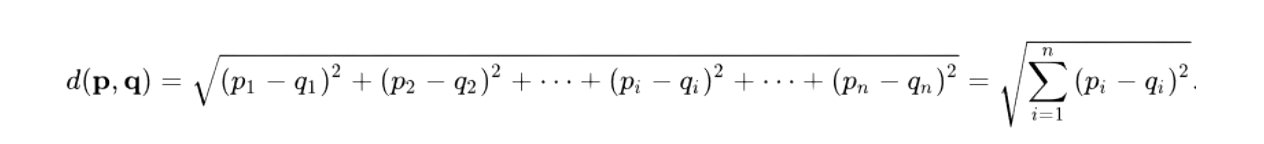 d(𝐩, 𝐪) = √((p₁ − q₁)² + (p₂ − q₂)² + ⋯ + (pᵢ − qᵢ)² + ⋯ + (pₙ − qₙ)²) = √(∑ᵢ₌₁ⁿ (pᵢ − qᵢ)²).